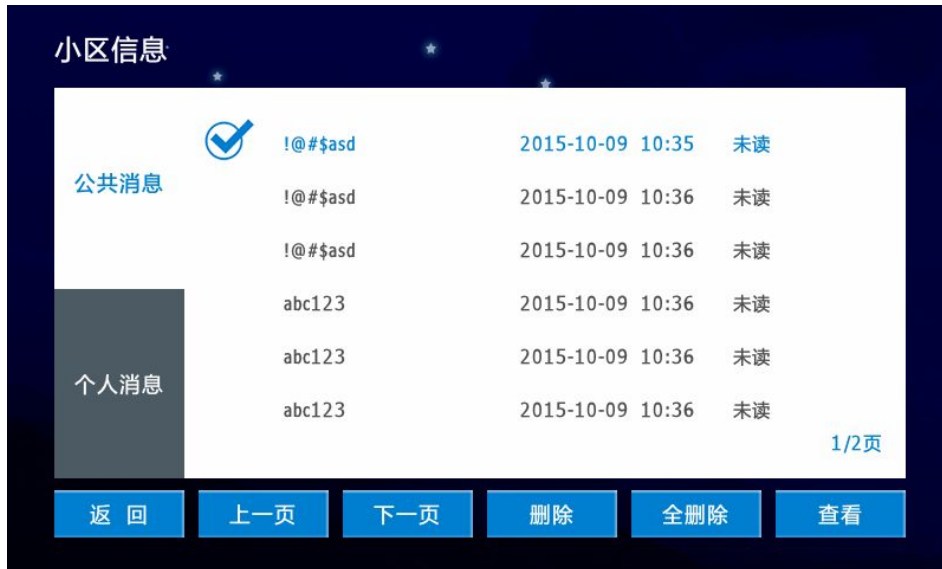 小区信息
公共消息
!@#$asd 2015-10-09 10:35 未读
!@#$asd 2015-10-09 10:36 未读
!@#$asd 2015-10-09 10:36 未读
abc123 2015-10-09 10:36 未读
abc123 2015-10-09 10:36 未读
abc123 2015-10-09 10:36 未读
个人消息
1/2页
返 回 上一页 下一页 删除 全删除 查看